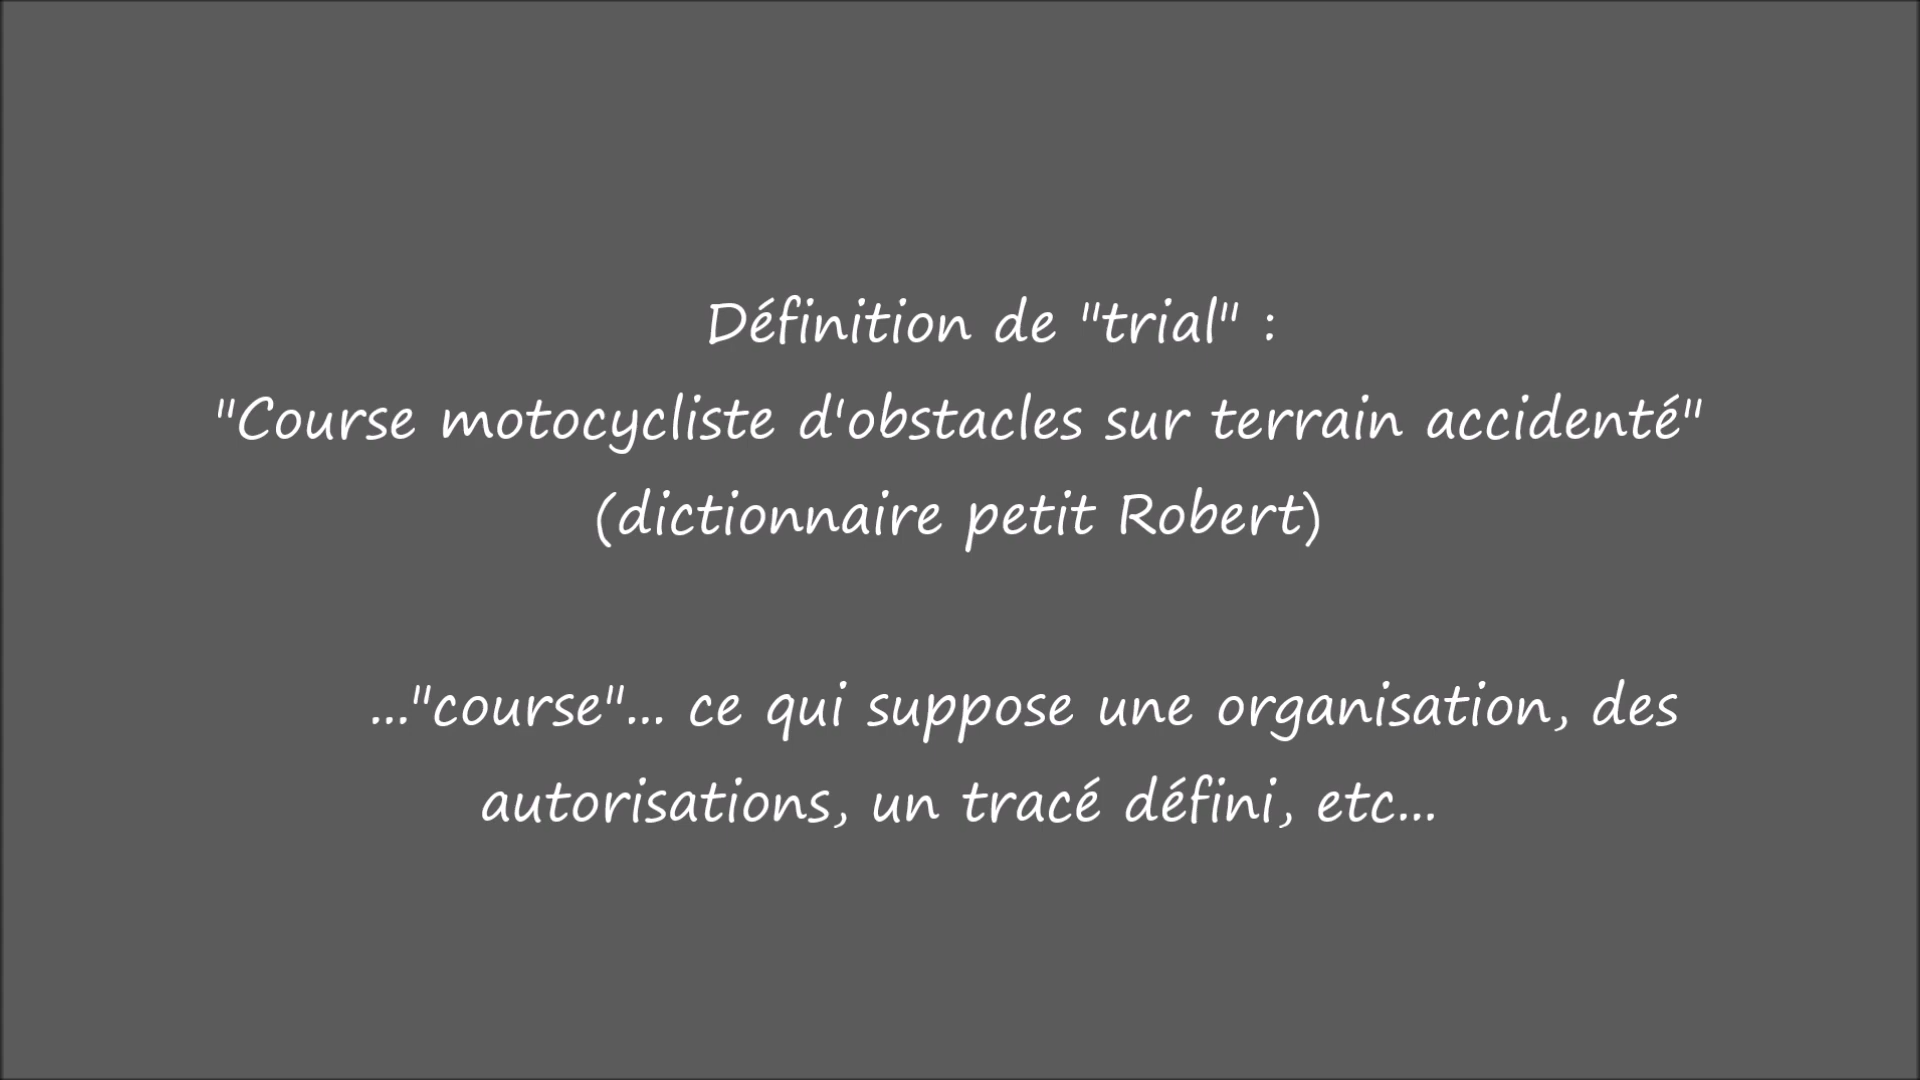 Définition de "trial" :
"Course motocycliste d'obstacles sur terrain accidenté"
(dictionnaire petit Robert)
..."course"... ce qui suppose une organisation, des
autorisations, un tracé défini, etc...